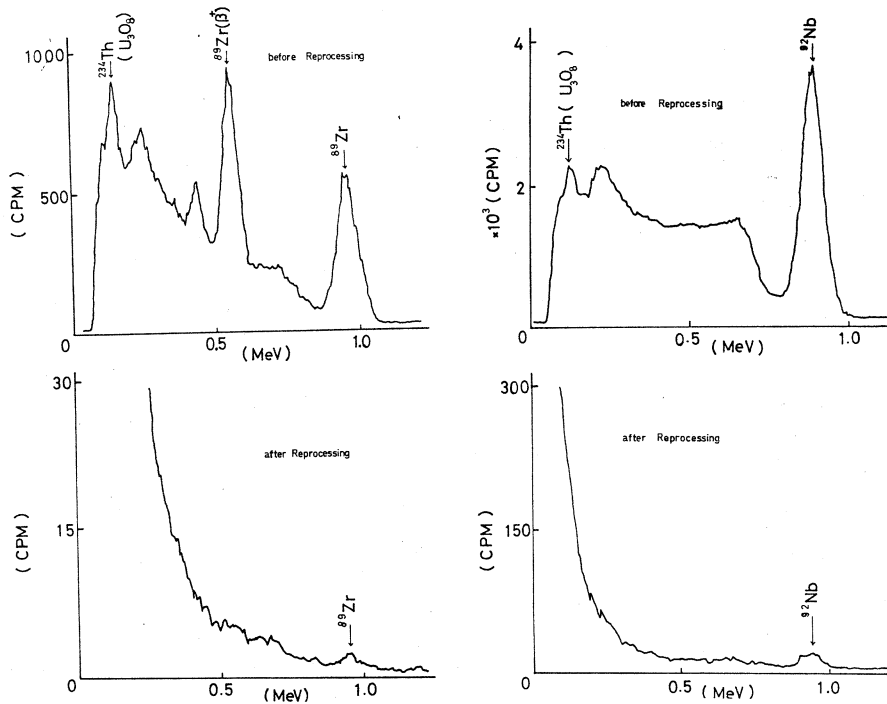 ²³⁴Th
( U₃O₈ )
⁸⁹Zr(β⁺)
before Reprocessing
⁸⁹Zr
1000
500
( CPM )
0
0.5
1.0
( MeV )
²³⁴Th ( U₃O₈ )
⁹²Nb
before Reprocessing
4
2
×10³ (CPM)
0
0.5
1.0
( MeV )
30
15
( CPM )
0
after Reprocessing
⁸⁹Zr
0.5
1.0
( MeV )
300
150
( CPM )
0
after Reprocessing
⁹²Nb
0.5
1.0
( MeV )